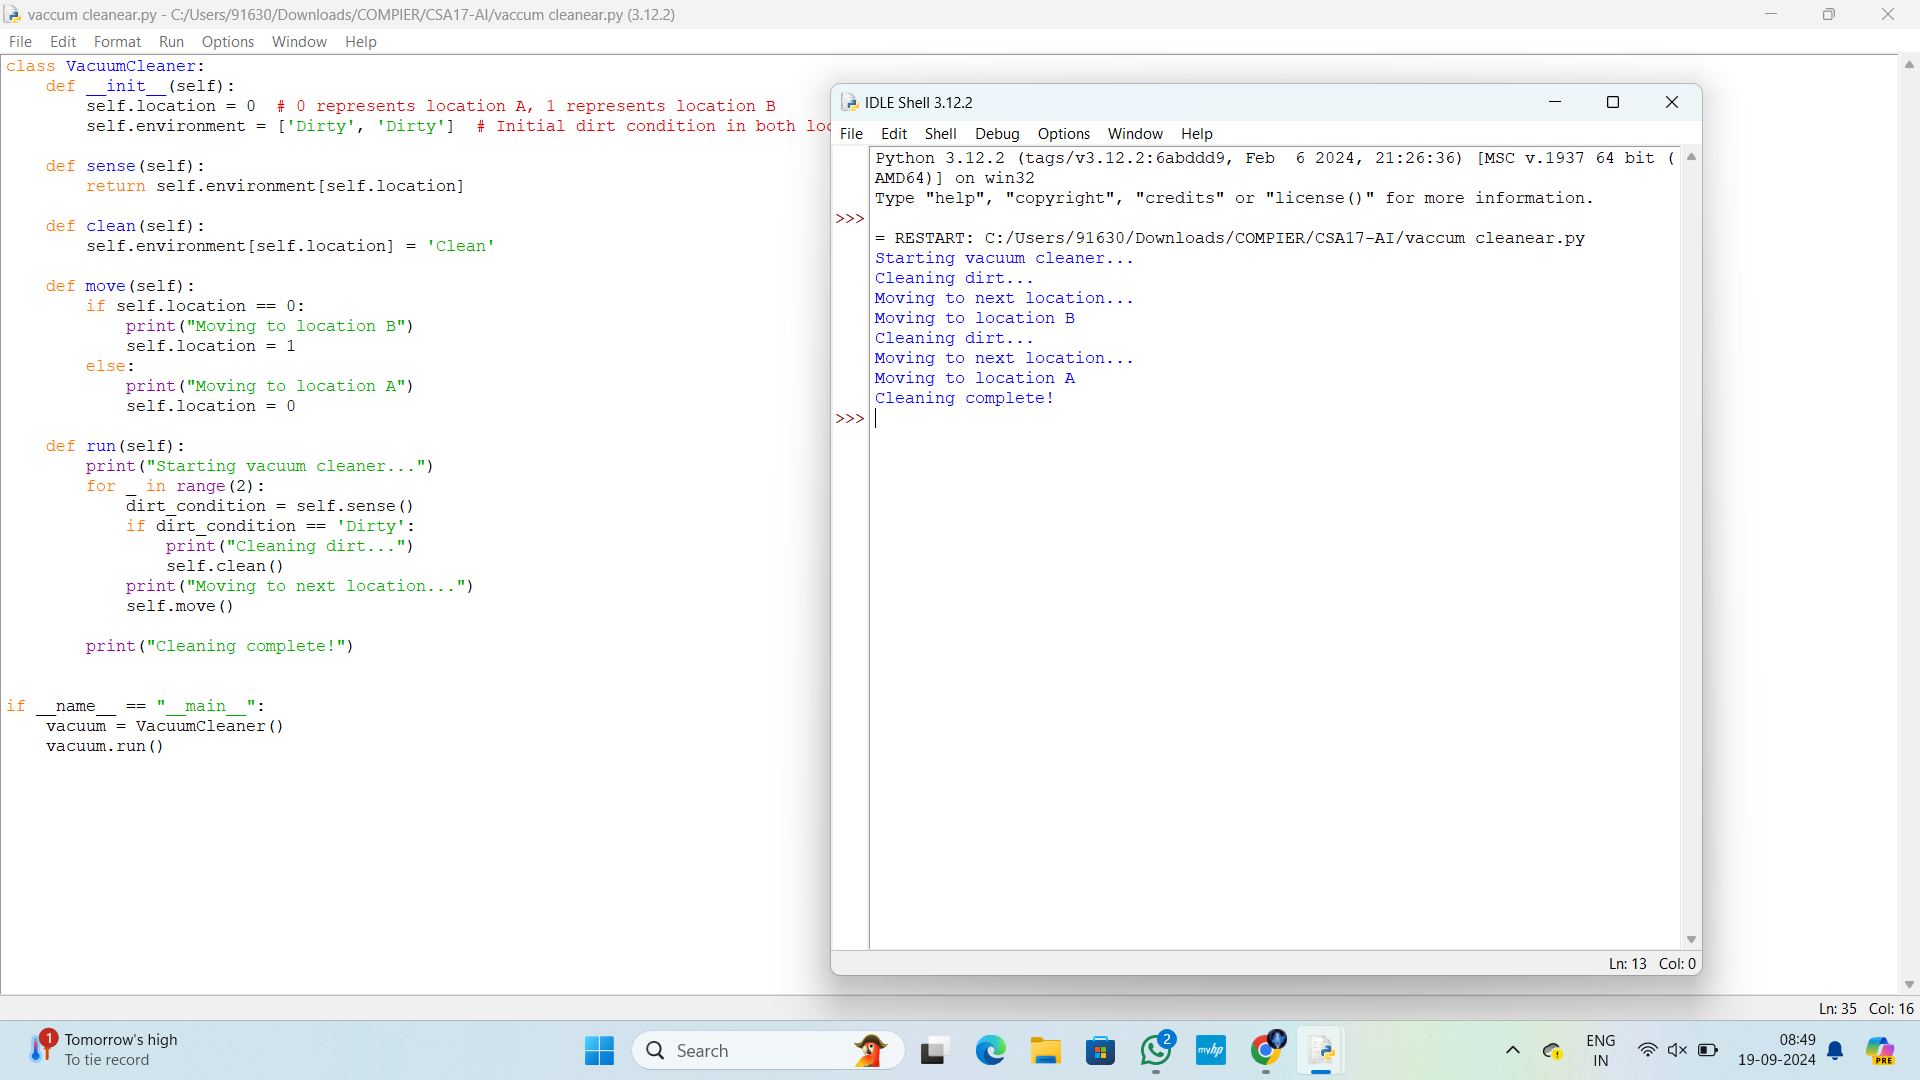 vaccum cleanear.py - C:/Users/91630/Downloads/COMPIER/CSA17-AI/vaccum cleanear.py (3.12.2)
File Edit Format Run Options Window Help
class VacuumCleaner:
    def __init__(self):
        self.location = 0  # 0 represents location A, 1 represents location B
        self.environment = ['Dirty', 'Dirty']  # Initial dirt condition in both
    def sense(self):
        return self.environment[self.location]
    def clean(self):
        self.environment[self.location] = 'Clean'
    def move(self):
        if self.location == 0:
            print("Moving to location B")
            self.location = 1
        else:
            print("Moving to location A")
            self.location = 0
    def run(self):
        print("Starting vacuum cleaner...")
        for _ in range(2):
            dirt_condition = self.sense()
            if dirt_condition == 'Dirty':
                print("Cleaning dirt...")
                self.clean()
            print("Moving to next location...")
            self.move()
        print("Cleaning complete!")
if __name__ == "__main__":
    vacuum = VacuumCleaner()
    vacuum.run()
IDLE Shell 3.12.2
File Edit Shell Debug Options Window Help
Python 3.12.2 (tags/v3.12.2:6abddd9, Feb  6 2024, 21:26:36) [MSC v.1937 64 bit (
AMD64)] on win32
Type "help", "copyright", "credits" or "license()" for more information.
>>>
= RESTART: C:/Users/91630/Downloads/COMPIER/CSA17-AI/vaccum cleanear.py
Starting vacuum cleaner...
Cleaning dirt...
Moving to next location...
Moving to location B
Cleaning dirt...
Moving to next location...
Moving to location A
Cleaning complete!
>>>
Ln: 13 Col: 0
Ln: 35 Col: 16
1
Tomorrow's high
To tie record
Search
2
myhp
ENG
IN
08:49
19-09-2024
PRE